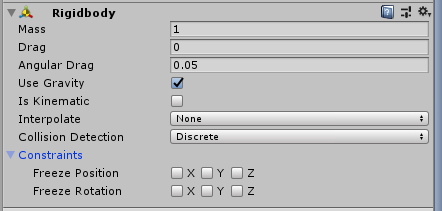 Rigidbody
Mass 1
Drag 0
Angular Drag 0.05
Use Gravity
Is Kinematic
Interpolate None
Collision Detection Discrete
Constraints
Freeze Position X Y Z
Freeze Rotation X Y Z